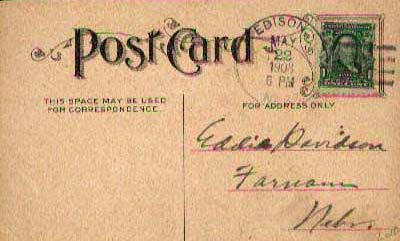 Post Card
EDISON
MAY
22
1908
6 PM
THIS SPACE MAY BE USED
FOR CORRESPONDENCE.
FOR ADDRESS ONLY.
Eddie Davidson
Farnam
Nebr.